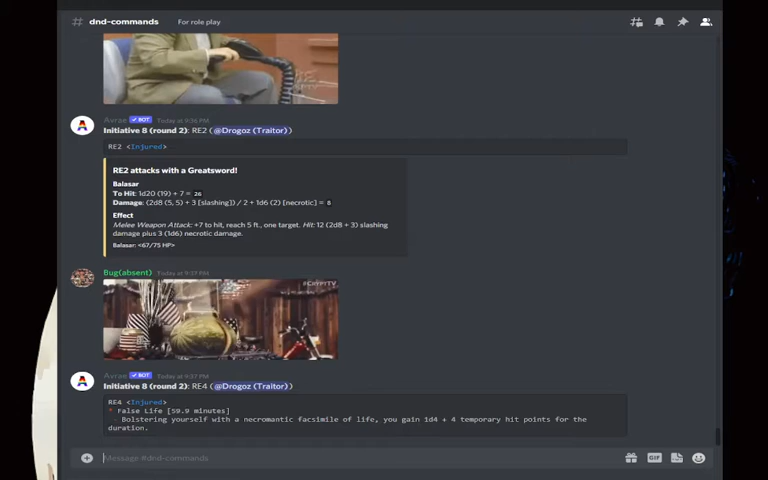 dnd-commands For role play
Avrae BOT Today at 9:36 PM
Initiative 8 (round 2): RE2 (@Drogoz (Traitor))
RE2 <Injured>
RE2 attacks with a Greatsword!
Balasar
To Hit: 1d20 (19) + 7 = 26
Damage: (2d8 (5, 5) + 3 [slashing]) / 2 + 1d6 (2) [necrotic] = 8
Effect
Melee Weapon Attack: +7 to hit, reach 5 ft., one target. Hit: 12 (2d8 + 3) slashing
damage plus 3 (1d6) necrotic damage.
Balasar: <67/75 HP>
Bug(absent) Today at 9:37 PM
#CRYPTTV
Avrae BOT Today at 9:37 PM
Initiative 8 (round 2): RE4 (@Drogoz (Traitor))
RE4 <Injured>
* False Life [59.9 minutes]
- Bolstering yourself with a necromantic facsimile of life, you gain 1d4 + 4 temporary hit points for the
duration.
Message #dnd-commands
GIF